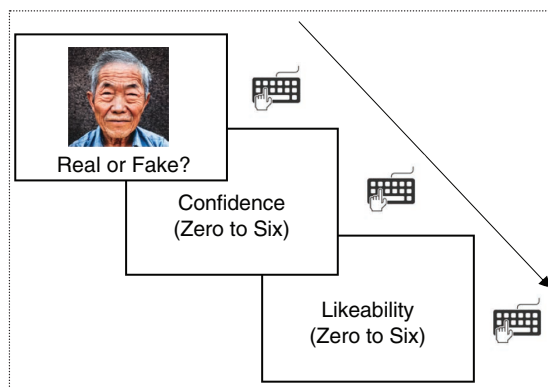 Real or Fake?
Confidence
(Zero to Six)
Likeability
(Zero to Six)